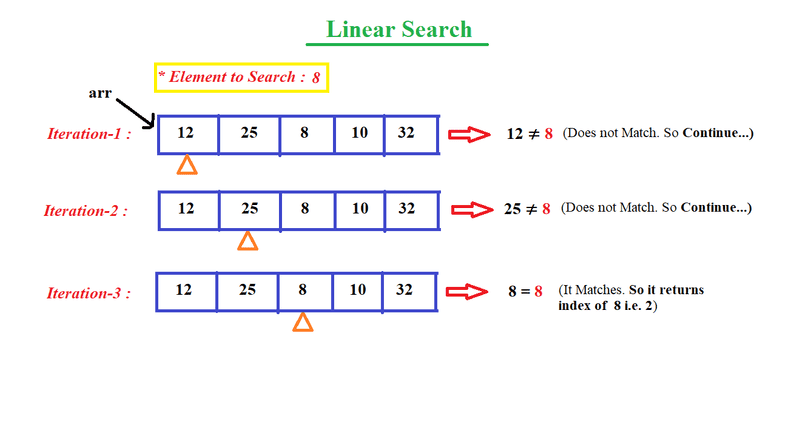 Linear Search
* Element to Search : 8
arr
Iteration-1 : 12 25 8 10 32 12 ≠ 8 (Does not Match. So Continue...)
Iteration-2 : 12 25 8 10 32 25 ≠ 8 (Does not Match. So Continue...)
Iteration-3 : 12 25 8 10 32 8 = 8 (It Matches. So it returns
index of 8 i.e. 2)